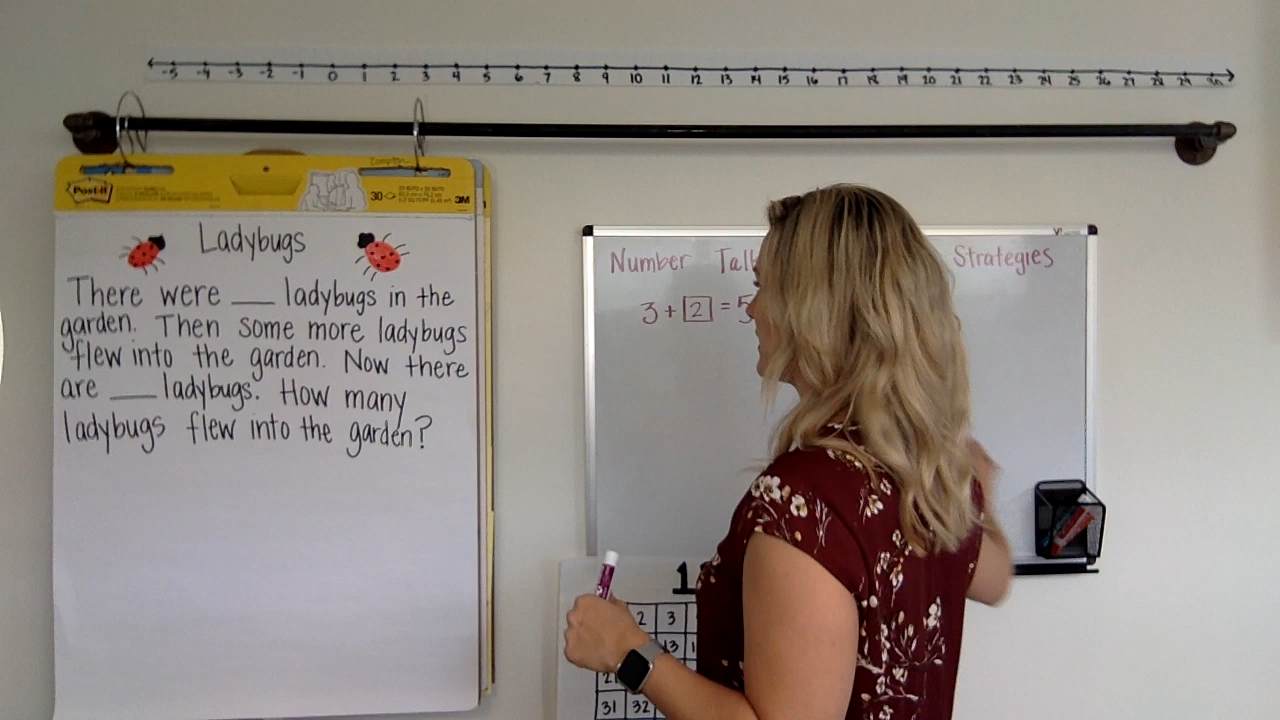 -5 -4 -3 -2 -1 0 1 2 3 4 5 6 7 8 9 10 11 12 13 14 15 16 17 18 19 20 21 22 23 24 25 26 27 28 29 30
Compton
Post-it
30
3M
Ladybugs
There were ___ ladybugs in the
garden. Then some more ladybugs
flew into the garden. Now there
are ___ ladybugs. How many
ladybugs flew into the garden?
Number Talk Strategies
3 + 2 = 5
1
2 3
13 1
21
31 32